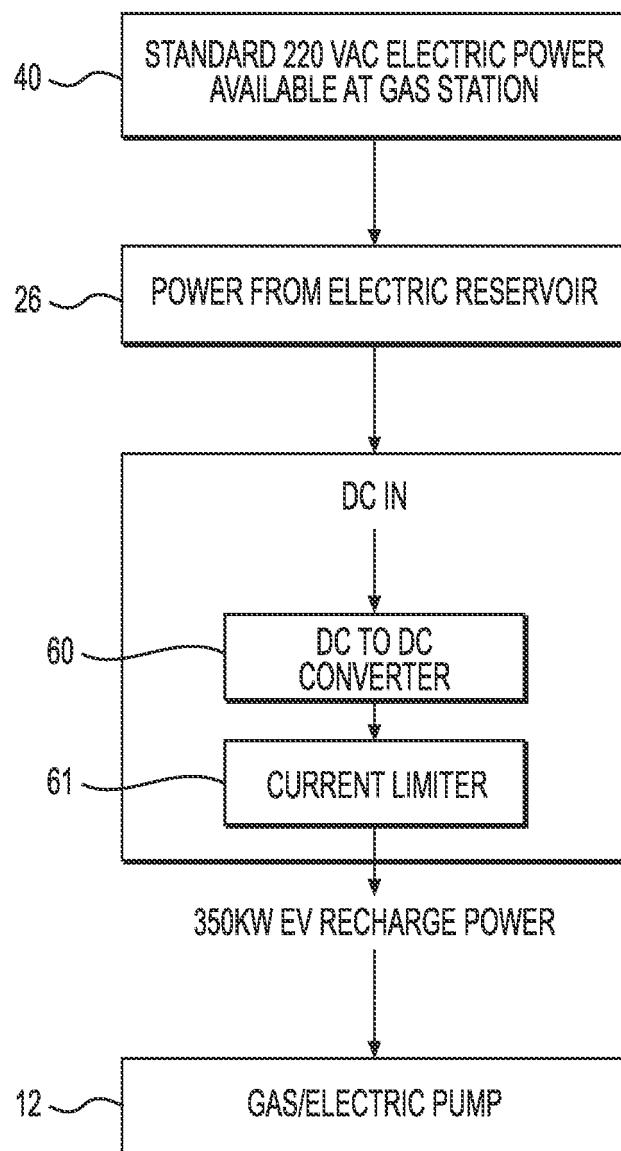 40
STANDARD 220 VAC ELECTRIC POWER
AVAILABLE AT GAS STATION
26
POWER FROM ELECTRIC RESERVOIR
DC IN
60
DC TO DC
CONVERTER
61
CURRENT LIMITER
350KW EV RECHARGE POWER
12
GAS/ELECTRIC PUMP